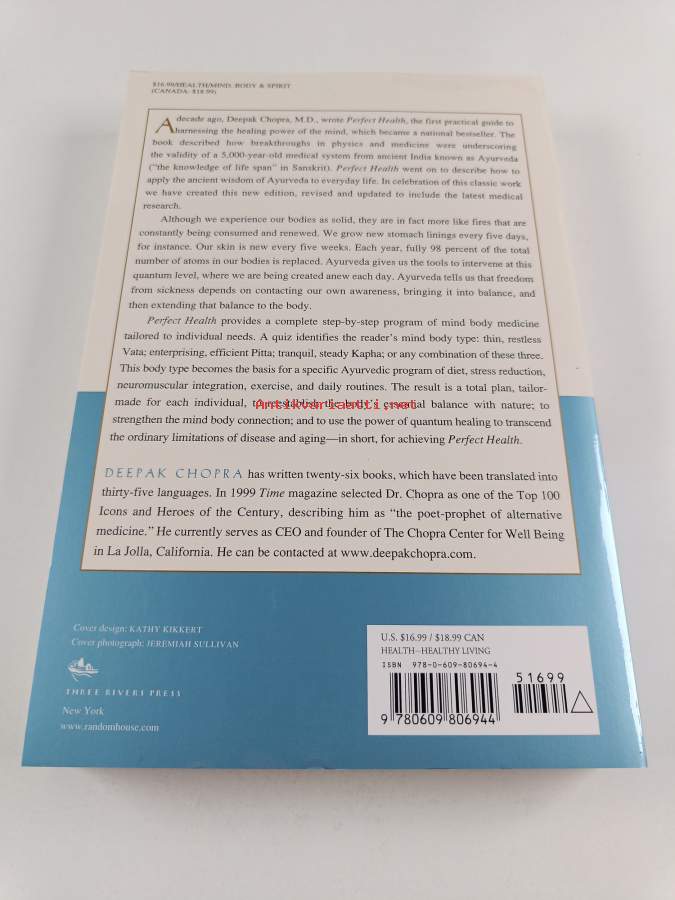 $16.99/HEALTH/MIND, BODY & SPIRIT
(CANADA: $18.99)
A decade ago, Deepak Chopra, M.D., wrote Perfect Health, the first practical guide to
harnessing the healing power of the mind, which became a national bestseller. The
book described how breakthroughs in physics and medicine were underscoring
the validity of a 5,000-year-old medical system from ancient India known as Ayurveda
("the knowledge of life span" in Sanskrit). Perfect Health went on to describe how to
apply the ancient wisdom of Ayurveda to everyday life. In celebration of this classic work
we have created this new edition, revised and updated to include the latest medical
research.
Although we experience our bodies as solid, they are in fact more like fires that are
constantly being consumed and renewed. We grow new stomach linings every five days,
for instance. Our skin is new every five weeks. Each year, fully 98 percent of the total
number of atoms in our bodies is replaced. Ayurveda gives us the tools to intervene at this
quantum level, where we are being created anew each day. Ayurveda tells us that freedom
from sickness depends on contacting our own awareness, bringing it into balance, and
then extending that balance to the body.
Perfect Health provides a complete step-by-step program of mind body medicine
tailored to individual needs. A quiz identifies the reader's mind body type: thin, restless
Vata; enterprising, efficient Pitta; tranquil, steady Kapha; or any combination of these three.
This body type becomes the basis for a specific Ayurvedic program of diet, stress reduction,
neuromuscular integration, exercise, and daily routines. The result is a total plan, tailor-
made for each individual, to reestablish the body's essential balance with nature; to
Antikvariaatti.net
strengthen the mind body connection; and to use the power of quantum healing to transcend
the ordinary limitations of disease and aging—in short, for achieving Perfect Health.
DEEPAK CHOPRA has written twenty-six books, which have been translated into
thirty-five languages. In 1999 Time magazine selected Dr. Chopra as one of the Top 100
Icons and Heroes of the Century, describing him as "the poet-prophet of alternative
medicine." He currently serves as CEO and founder of The Chopra Center for Well Being
in La Jolla, California. He can be contacted at www.deepakchopra.com.
Cover design: KATHY KIKKERT
Cover photograph: JEREMIAH SULLIVAN
THREE RIVERS PRESS
New York
www.randomhouse.com
U.S. $16.99 / $18.99 CAN
HEALTH—HEALTHY LIVING
ISBN 978-0-609-80694-4
51699
9 780609 806944